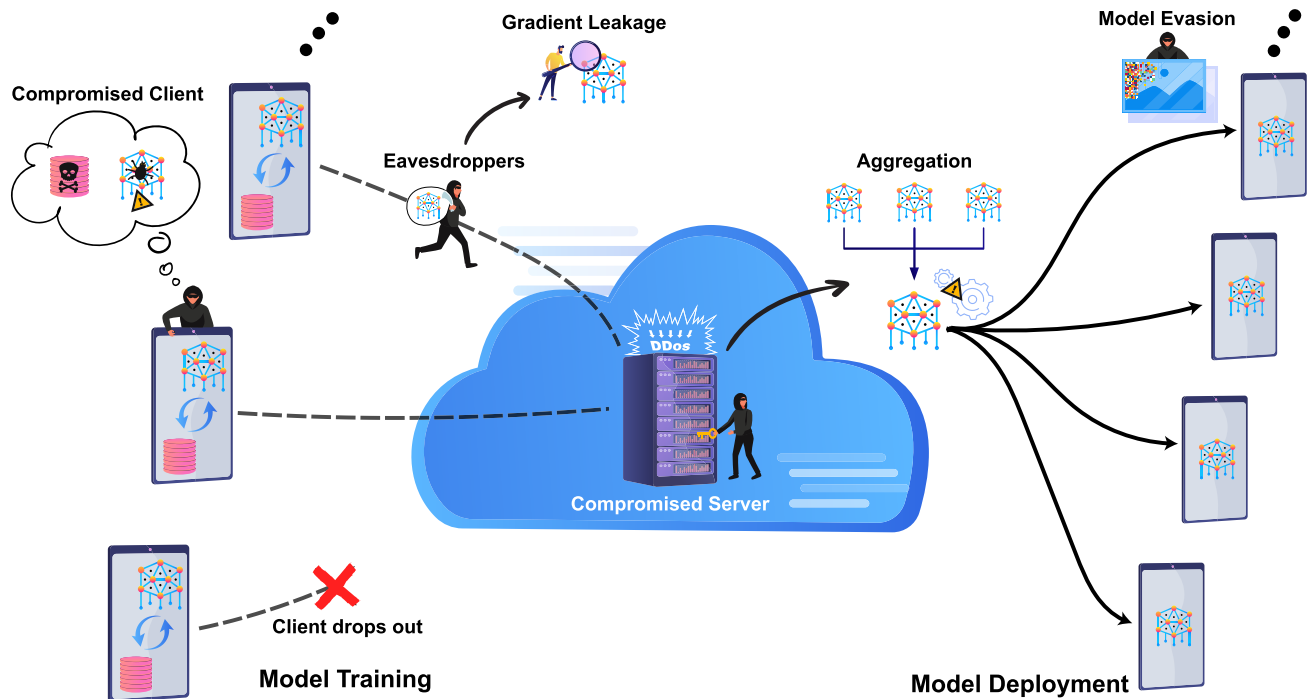 Gradient Leakage
Model Evasion
Compromised Client
Eavesdroppers
Aggregation
DDos
Compromised Server
Client drops out
Model Training
Model Deployment